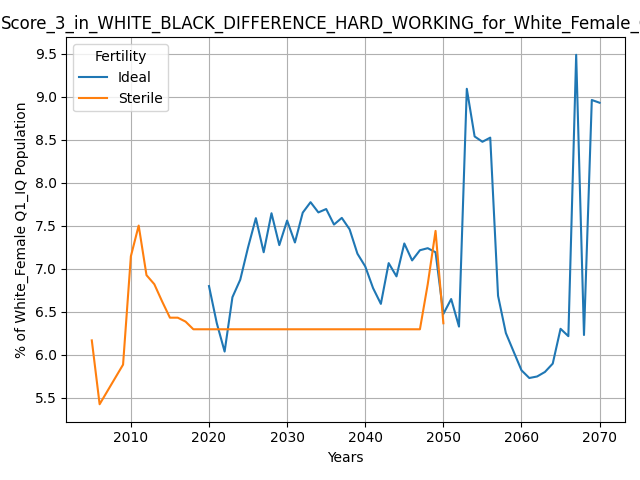 Score_3_in_WHITE_BLACK_DIFFERENCE_HARD_WORKING_for_White_Female_
Fertility
Ideal
Sterile
9.5
9.0
8.5
8.0
7.5
7.0
6.5
6.0
5.5
% of White_Female Q1_IQ Population
2010
2020
2030
2040
2050
2060
2070
Years